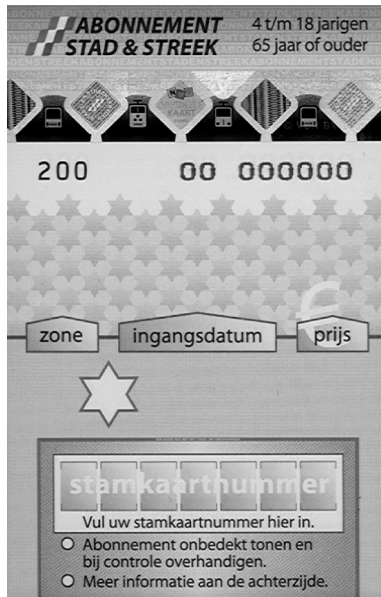 ABONNEMENT
STAD & STREEK
4 t/m 18 jarigen
65 jaar of ouder
KAART
200 00 000000
€
zone ingangsdatum prijs
stamkaartnummer
Vul uw stamkaartnummer hier in.
O Abonnement onbedekt tonen en
bij controle overhandigen.
O Meer informatie aan de achterzijde.